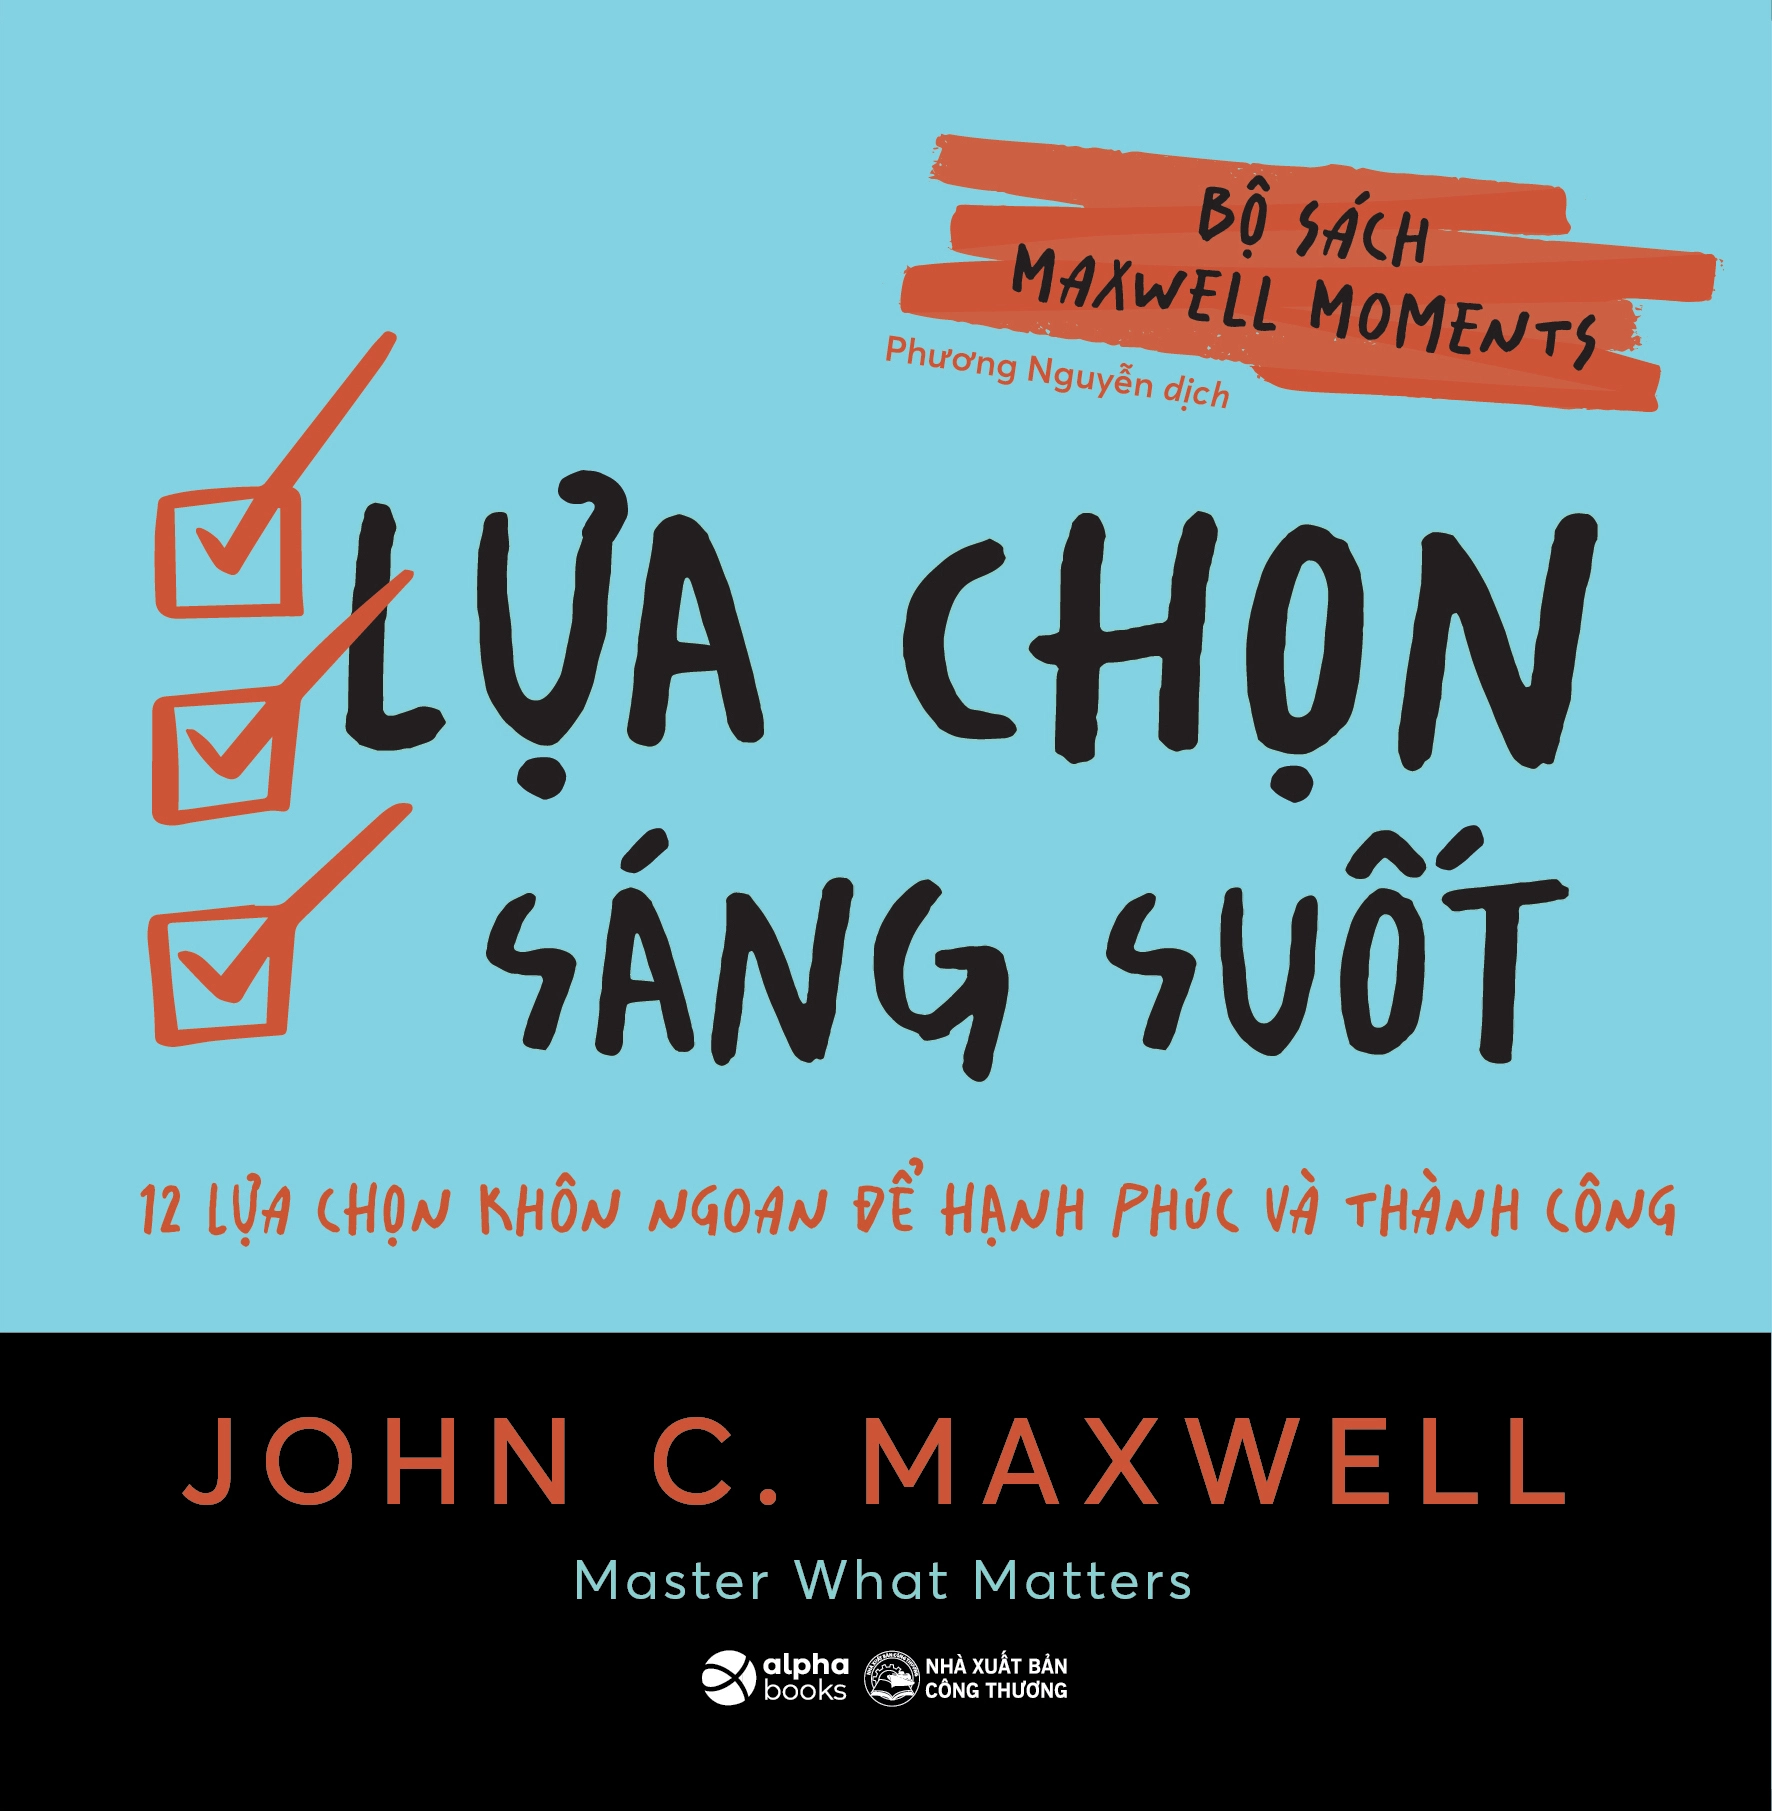 BỘ SÁCH
MAXWELL MOMENTS
Phương Nguyễn dịch
LỰA CHỌN
SÁNG SUỐT
12 LỰA CHỌN KHÔN NGOAN ĐỂ HẠNH PHÚC VÀ THÀNH CÔNG
JOHN C. MAXWELL
Master What Matters
alpha
books
NHÀ XUẤT BẢN
CÔNG THƯƠNG